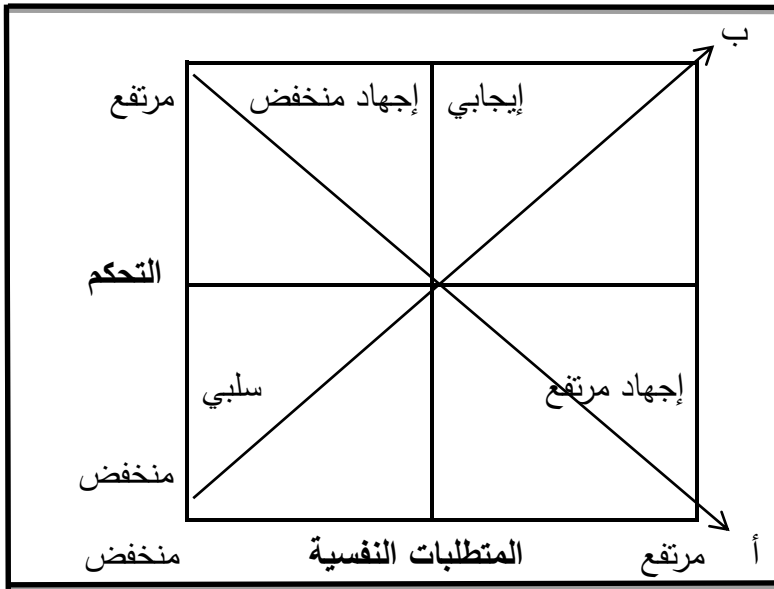 ب
إيجابي
إجهاد منخفض
مرتفع
التحكم
إجهاد مرتفع
سلبي
منخفض
أ
مرتفع
المتطلبات النفسية
منخفض